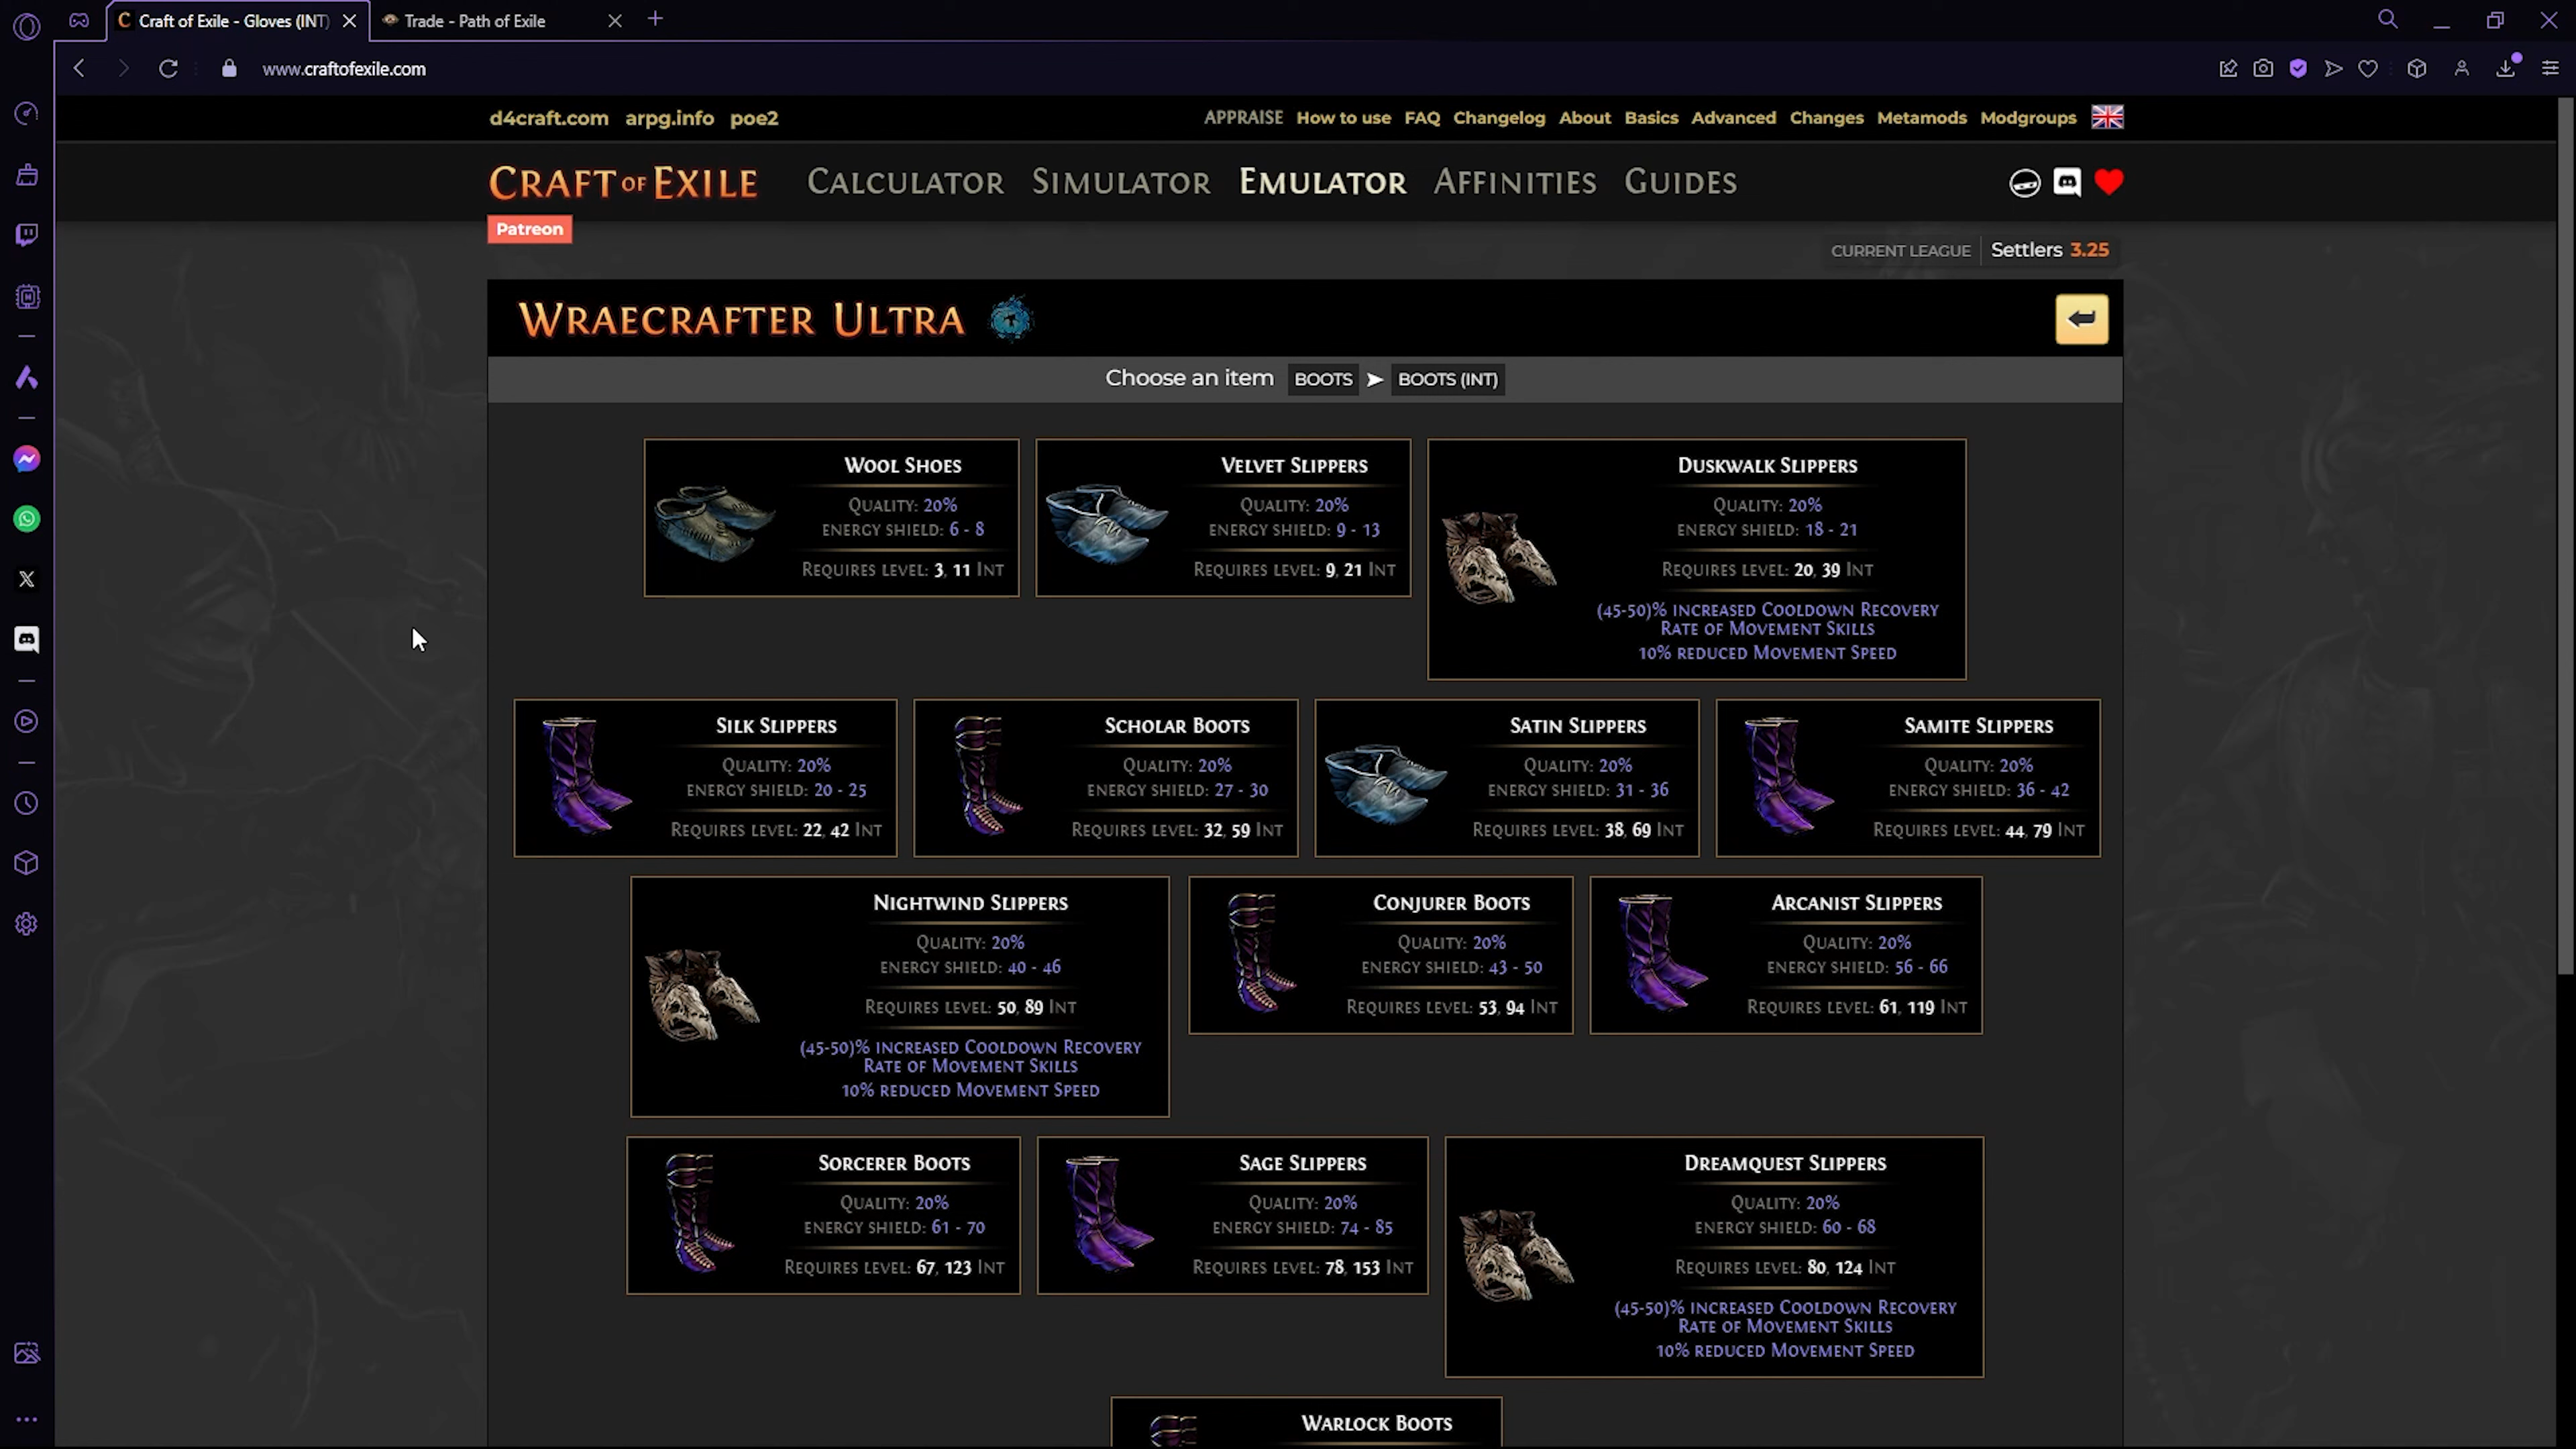 Craft of Exile - Gloves (INT)
Trade - Path of Exile
www.craftofexile.com
d4craft.com arpg.info poe2
APPRAISE How to use FAQ Changelog About Basics Advanced Changes Metamods Modgroups
CRAFT OF EXILE CALCULATOR SIMULATOR EMULATOR AFFINITIES GUIDES
Patreon
CURRENT LEAGUE Settlers 3.25
WRAECRAFTER ULTRA
Choose an item BOOTS BOOTS (INT)
WOOL SHOES
QUALITY: 20%
ENERGY SHIELD: 6 - 8
REQUIRES LEVEL: 3, 11 INT
VELVET SLIPPERS
QUALITY: 20%
ENERGY SHIELD: 9 - 13
REQUIRES LEVEL: 9, 21 INT
DUSKWALK SLIPPERS
QUALITY: 20%
ENERGY SHIELD: 18 - 21
REQUIRES LEVEL: 20, 39 INT
(45-50)% INCREASED COOLDOWN RECOVERY
RATE OF MOVEMENT SKILLS
10% REDUCED MOVEMENT SPEED
SILK SLIPPERS
QUALITY: 20%
ENERGY SHIELD: 20 - 25
REQUIRES LEVEL: 22, 42 INT
SCHOLAR BOOTS
QUALITY: 20%
ENERGY SHIELD: 27 - 30
REQUIRES LEVEL: 32, 59 INT
SATIN SLIPPERS
QUALITY: 20%
ENERGY SHIELD: 31 - 36
REQUIRES LEVEL: 38, 69 INT
SAMITE SLIPPERS
QUALITY: 20%
ENERGY SHIELD: 36 - 42
REQUIRES LEVEL: 44, 79 INT
NIGHTWIND SLIPPERS
QUALITY: 20%
ENERGY SHIELD: 40 - 46
REQUIRES LEVEL: 50, 89 INT
(45-50)% INCREASED COOLDOWN RECOVERY
RATE OF MOVEMENT SKILLS
10% REDUCED MOVEMENT SPEED
CONJURER BOOTS
QUALITY: 20%
ENERGY SHIELD: 43 - 50
REQUIRES LEVEL: 53, 94 INT
ARCANIST SLIPPERS
QUALITY: 20%
ENERGY SHIELD: 56 - 66
REQUIRES LEVEL: 61, 119 INT
SORCERER BOOTS
QUALITY: 20%
ENERGY SHIELD: 61 - 70
REQUIRES LEVEL: 67, 123 INT
SAGE SLIPPERS
QUALITY: 20%
ENERGY SHIELD: 74 - 85
REQUIRES LEVEL: 78, 153 INT
DREAMQUEST SLIPPERS
QUALITY: 20%
ENERGY SHIELD: 60 - 68
REQUIRES LEVEL: 80, 124 INT
(45-50)% INCREASED COOLDOWN RECOVERY
RATE OF MOVEMENT SKILLS
10% REDUCED MOVEMENT SPEED
WARLOCK BOOTS